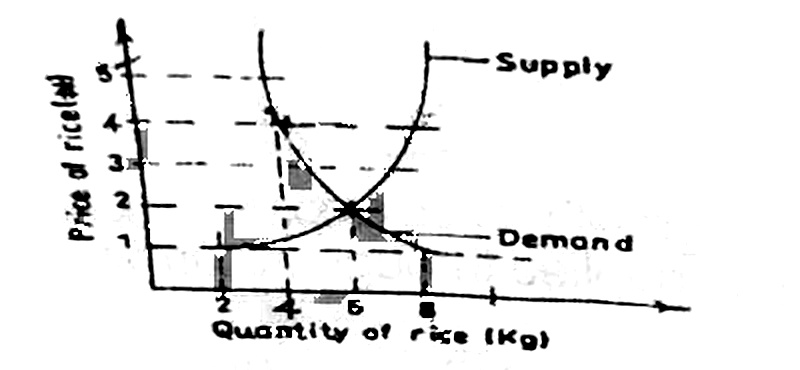 Supply
5
4
3
2
1
Price of rice
Demand
2 4 6 8
Quantity of rice (Kg)